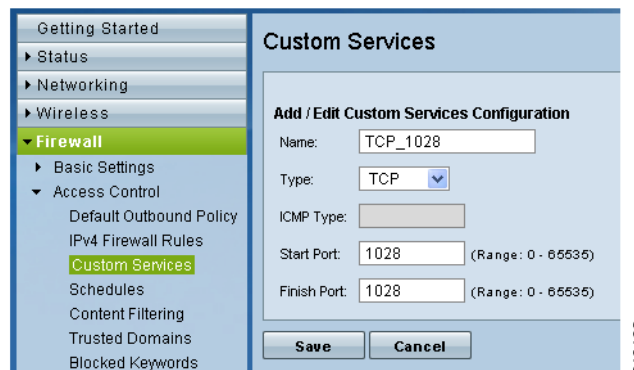 Getting Started
Status
Networking
Wireless
Firewall
Basic Settings
Access Control
Default Outbound Policy
IPv4 Firewall Rules
Custom Services
Schedules
Content Filtering
Trusted Domains
Blocked Keywords
Custom Services
Add / Edit Custom Services Configuration
Name: TCP_1028
Type: TCP
ICMP Type:
Start Port: 1028 (Range: 0 - 65535)
Finish Port: 1028 (Range: 0 - 65535)
Save Cancel